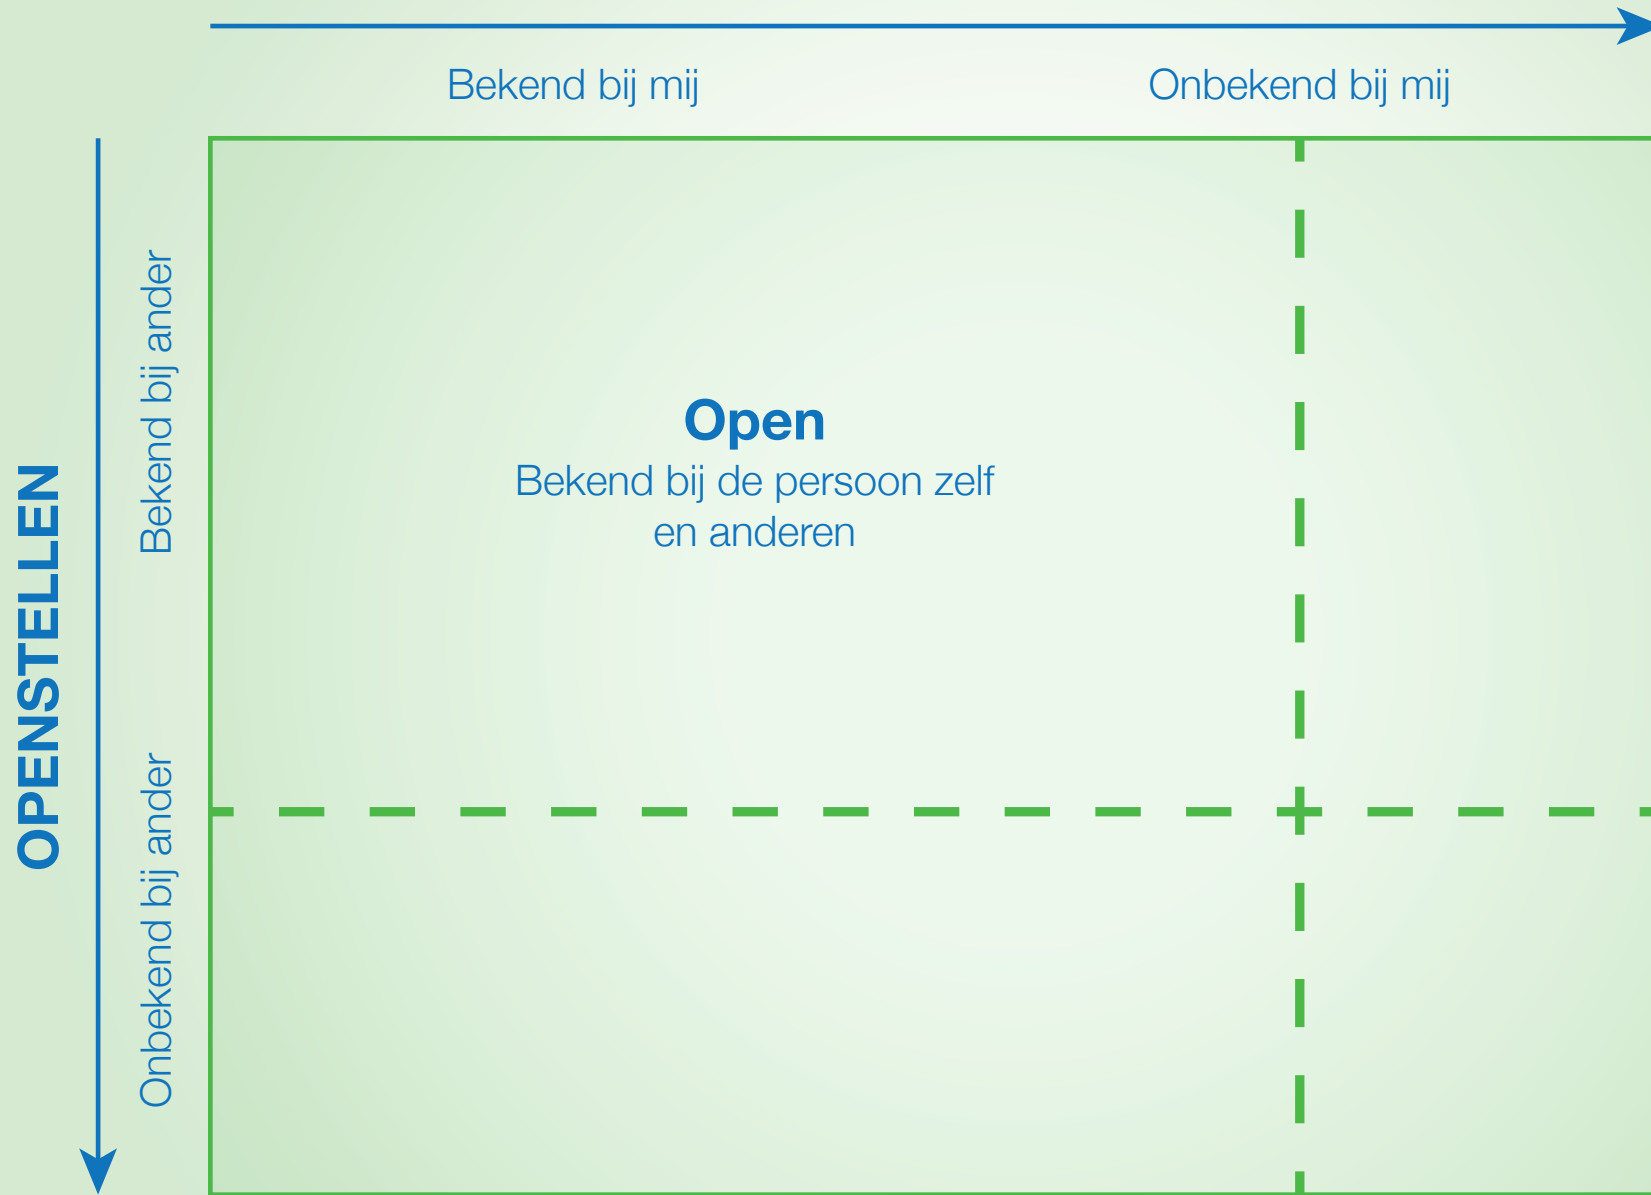 Bekend bij mij
Onbekend bij mij
OPENSTELLEN
Bekend bij ander
Onbekend bij ander
Open
Bekend bij de persoon zelf
en anderen